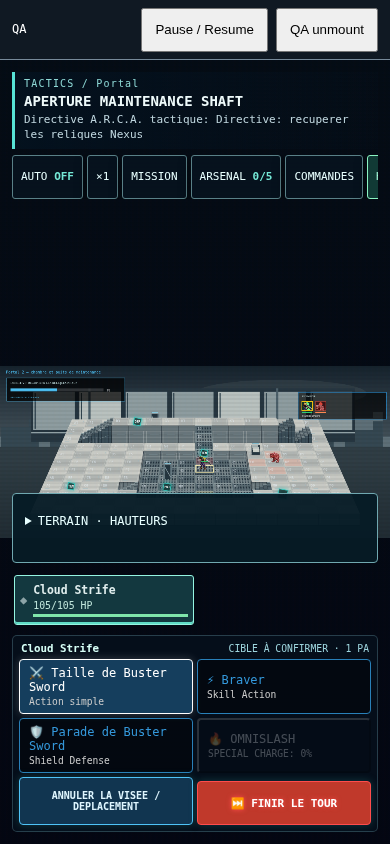 QA
Pause / Resume
QA unmount
TACTICS / Portal
APERTURE MAINTENANCE SHAFT
Directive A.R.C.A. tactique: Directive: recuperer
les reliques Nexus
AUTO OFF
×1
MISSION
ARSENAL 0/5
COMMANDES
▶ TERRAIN · HAUTEURS
Cloud Strife
105/105 HP
Cloud Strife
CIBLE À CONFIRMER · 1 PA
⚔️ Taille de Buster
Sword
Action simple
⚡ Braver
Skill Action
🛡️ Parade de Buster
Sword
Shield Defense
🔥 OMNISLASH
SPECIAL CHARGE: 0%
ANNULER LA VISEE /
DEPLACEMENT
⏩ FINIR LE TOUR